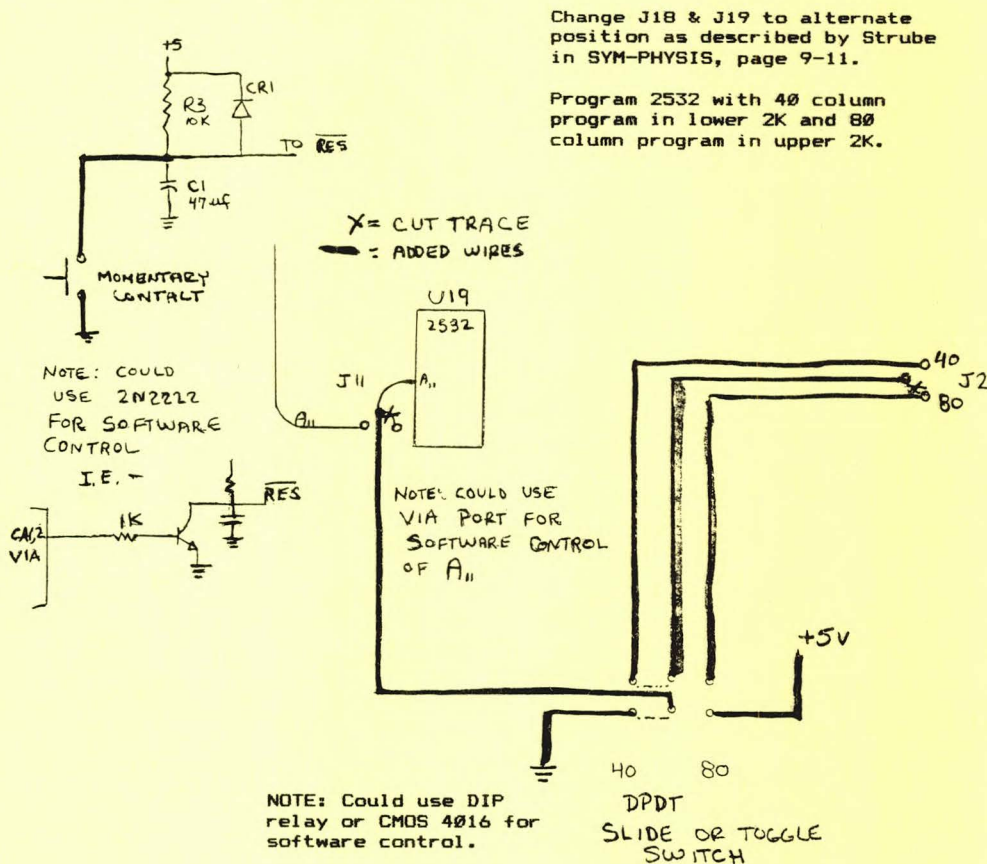 Change J18 & J19 to alternate
position as described by Strube
in SYM-PHYSIS, page 9-11.
Program 2532 with 40 column
program in lower 2K and 80
column program in upper 2K.
+5
R3
10K
CR1
TO RES
C1
47 uf
X = CUT TRACE
= ADDED WIRES
MOMENTARY
CONTALT
U19
2532
A11
J11
A11
40
J2
80
NOTE: COULD
USE 2N2222
FOR SOFTWARE
CONTROL
I.E. -
RES
1K
CA1,2
VIA
NOTE: COULD USE
VIA PORT FOR
SOFTWARE CONTROL
OF A11
+5V
40 80
DPDT
SLIDE OR TOGGLE
SWITCH
NOTE: Could use DIP
relay or CMOS 4016 for
software control.